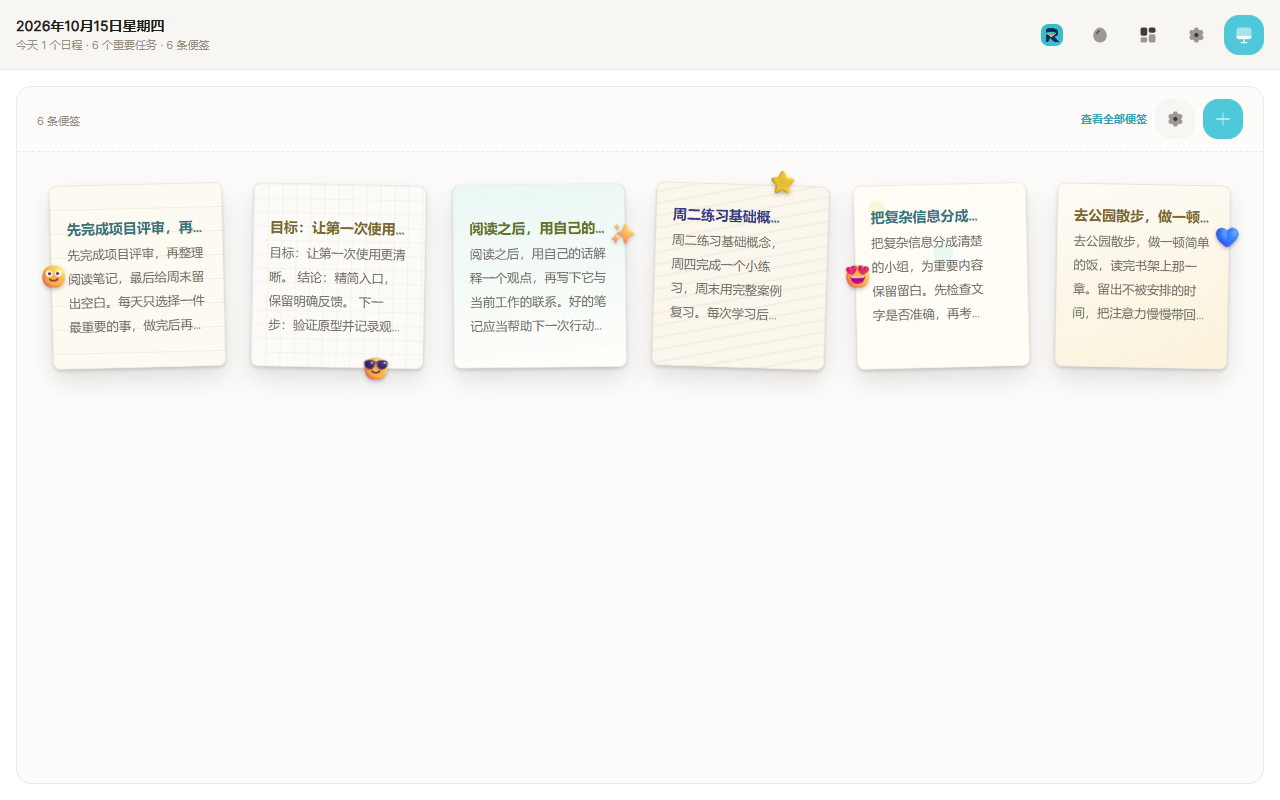 2026年10月15日星期四
今天 1 个日程 · 6 个重要任务 · 6 条便签
6 条便签
查看全部便签
先完成项目评审，再…
先完成项目评审，再整理
阅读笔记，最后给周末留
出空白。每天只选择一件
最重要的事，做完后再…
目标：让第一次使用…
目标：让第一次使用更清
晰。 结论：精简入口，
保留明确反馈。 下一
步：验证原型并记录观…
阅读之后，用自己的…
阅读之后，用自己的话解
释一个观点，再写下它与
当前工作的联系。好的笔
记应当帮助下一次行动…
周二练习基础概…
周二练习基础概念，
周四完成一个小练
习，周末用完整案例
复习。每次学习后…
把复杂信息分成…
把复杂信息分成清楚
的小组，为重要内容
保留留白。先检查文
字是否准确，再考…
去公园散步，做一顿…
去公园散步，做一顿简单
的饭，读完书架上那一
章。留出不被安排的时
间，把注意力慢慢带回…